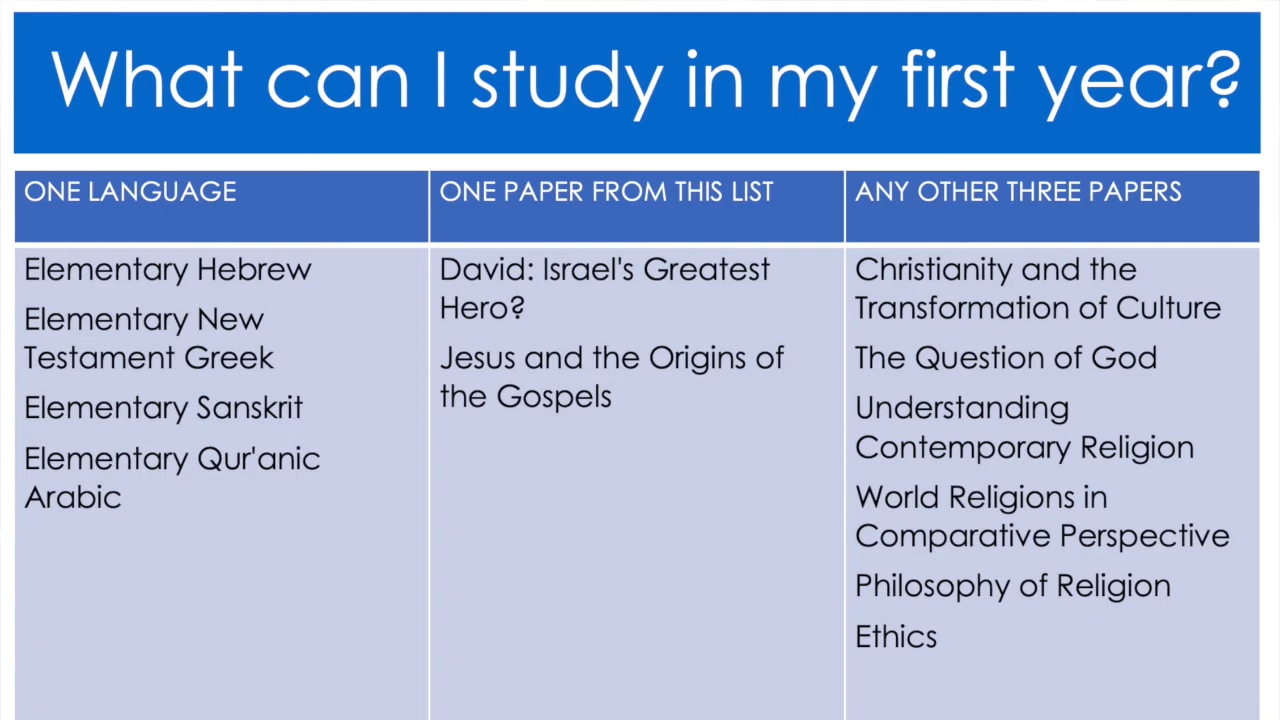 What can I study in my first year?
ONE LANGUAGE
Elementary Hebrew
Elementary New
Testament Greek
Elementary Sanskrit
Elementary Qur'anic
Arabic
ONE PAPER FROM THIS LIST
David: Israel's Greatest
Hero?
Jesus and the Origins of
the Gospels
ANY OTHER THREE PAPERS
Christianity and the
Transformation of Culture
The Question of God
Understanding
Contemporary Religion
World Religions in
Comparative Perspective
Philosophy of Religion
Ethics